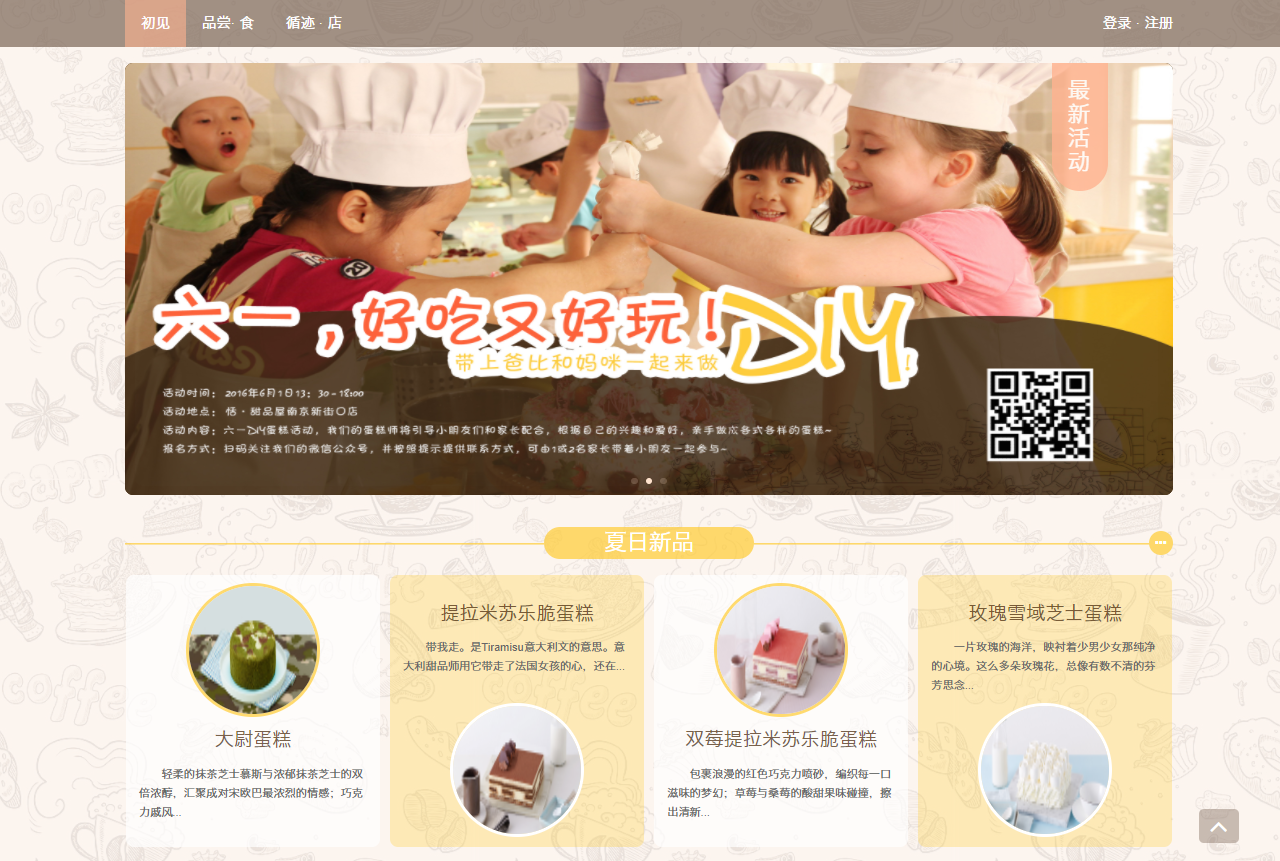 初见 品尝· 食 循迹 · 店 登录 · 注册
最新活动
六一，好吃又好玩！DIY
带上爸比和妈咪一起来做 !
活动时间：2016年6月1日13：30-18:00
活动地点：恬·甜品屋南京新街口店
活动内容：六一DIY蛋糕活动，我们的蛋糕师将引导小朋友们和家长配合，根据自己的兴趣和爱好，亲手做点各式各样的蛋糕~
报名方式：扫码关注我们的微信公众号，并按照提示提供联系方式，可由1或2名家长带着小朋友一起参与~
夏日新品
大尉蛋糕
轻柔的抹茶芝士慕斯与浓郁抹茶芝士的双
倍浓醇，汇聚成对宋欧巴最浓烈的情感；巧克
力威风...
提拉米苏乐脆蛋糕
带我走。是Tiramisu意大利文的意思。意
大利甜品师用它带走了法国女孩的心，还在...
双莓提拉米苏乐脆蛋糕
包裹浪漫的红色巧克力喷砂，编织每一口
滋味的梦幻；草莓与桑莓的酸甜果味碰撞，擦
出清新...
玫瑰雪域芝士蛋糕
一片玫瑰的海洋，映衬着少男少女那纯净
的心境。这么多朵玫瑰花，总像有数不清的芬
芳思念...